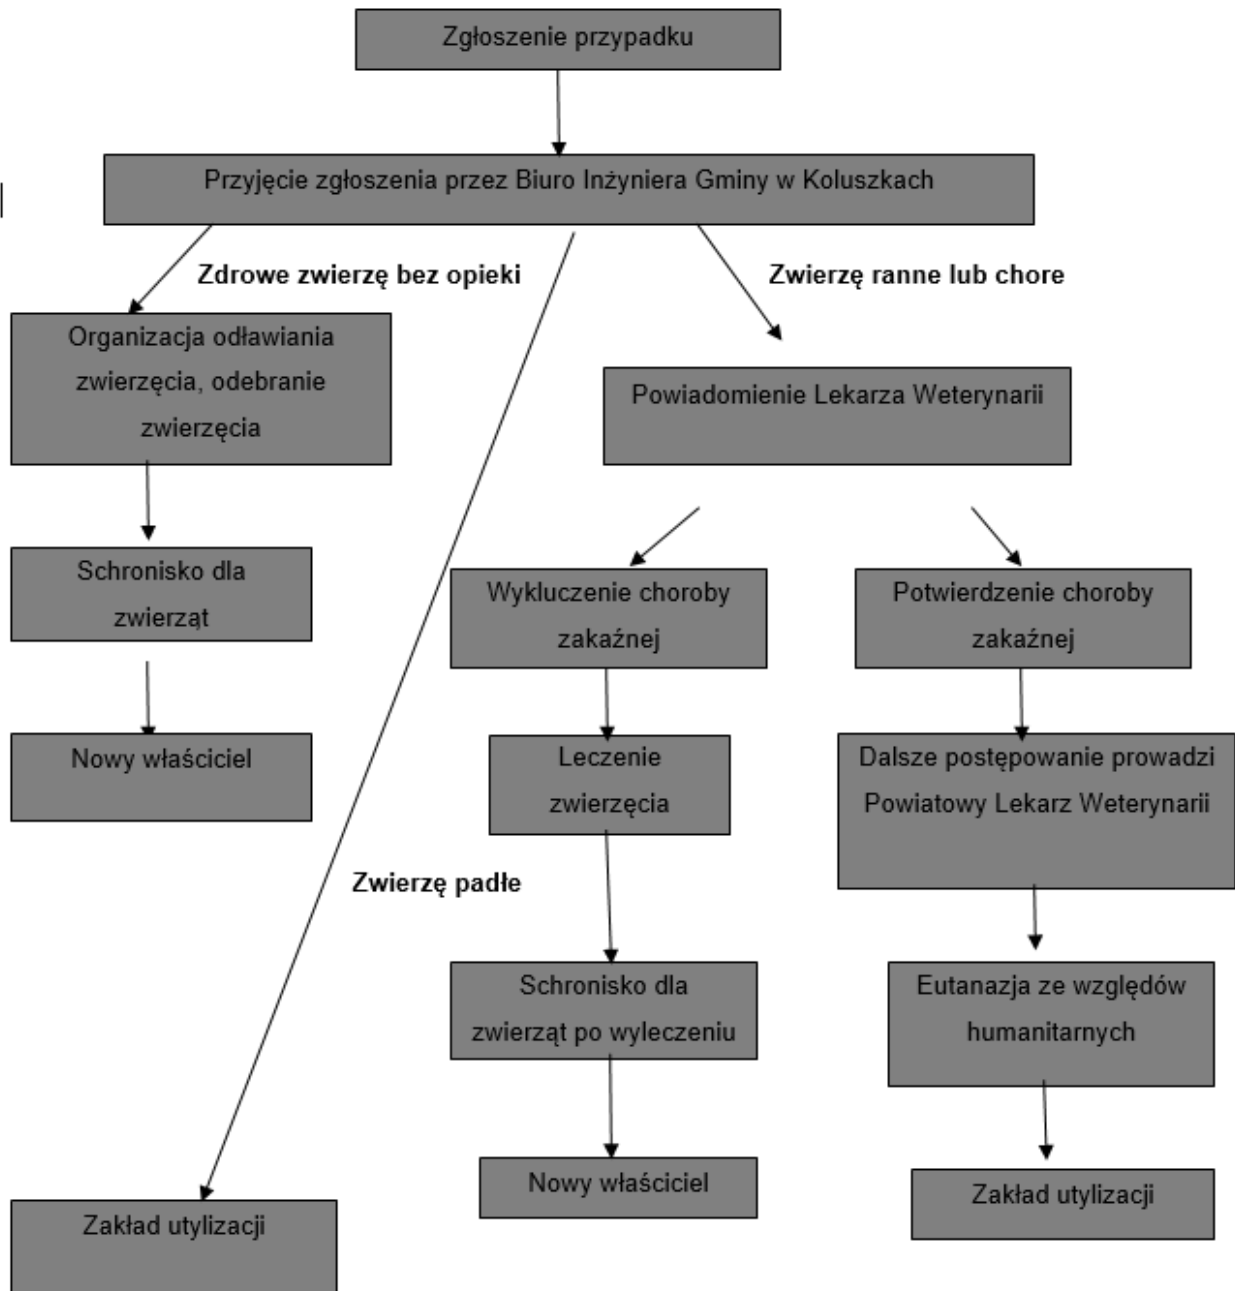 Zgłoszenie przypadku
Przyjęcie zgłoszenia przez Biuro Inżyniera Gminy w Koluszkach
Zdrowe zwierzę bez opieki
Zwierzę ranne lub chore
Organizacja odławiania
zwierzęcia, odebranie
zwierzęcia
Powiadomienie Lekarza Weterynarii
Schronisko dla
zwierząt
Wykluczenie choroby
zakaźnej
Potwierdzenie choroby
zakaźnej
Nowy właściciel
Leczenie
zwierzęcia
Dalsze postępowanie prowadzi
Powiatowy Lekarz Weterynarii
Zwierzę padłe
Schronisko dla
zwierząt po wyleczeniu
Eutanazja ze względów
humanitarnych
Nowy właściciel
Zakład utylizacji
Zakład utylizacji